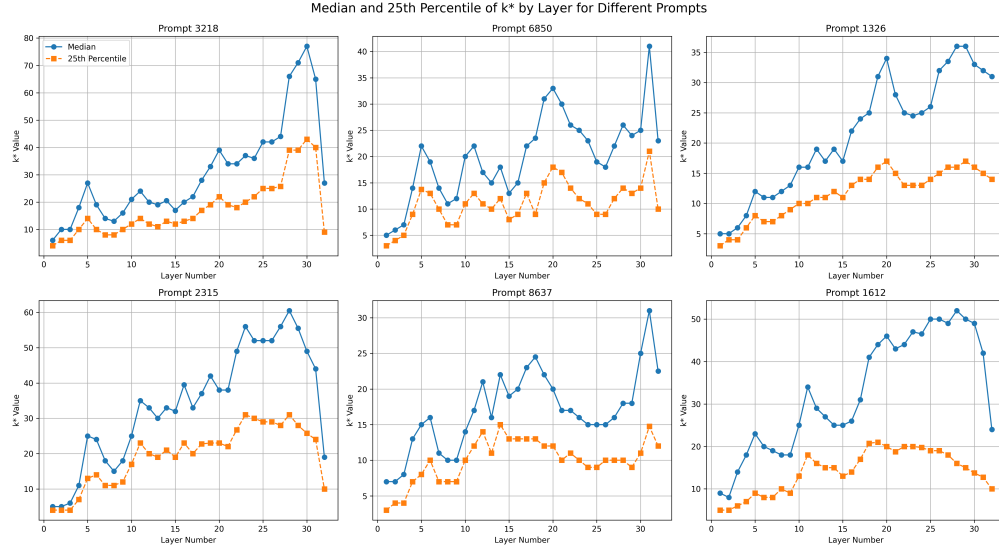 Median and 25th Percentile of k* by Layer for Different Prompts
Prompt 3218
80
70
60
50
40
30
20
10
k* Value
Median
25th Percentile
0 5 10 15 20 25 30
Layer Number
Prompt 6850
40
35
30
25
20
15
10
5
k* Value
0 5 10 15 20 25 30
Layer Number
Prompt 1326
35
30
25
20
15
10
5
k* Value
0 5 10 15 20 25 30
Layer Number
Prompt 2315
60
50
40
30
20
10
k* Value
0 5 10 15 20 25 30
Layer Number
Prompt 8637
30
25
20
15
10
5
k* Value
0 5 10 15 20 25 30
Layer Number
Prompt 1612
50
40
30
20
10
k* Value
0 5 10 15 20 25 30
Layer Number